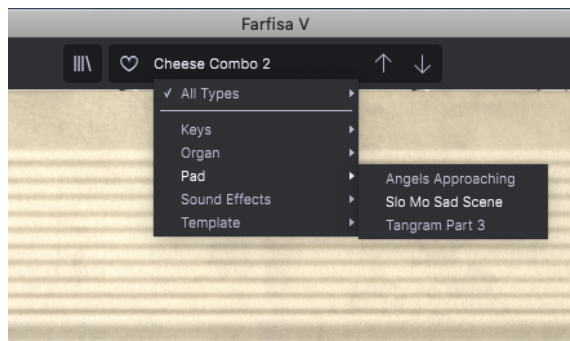 Farfisa V
Cheese Combo 2
✓ All Types
Keys
Organ
Pad
Sound Effects
Template
Angels Approaching
Slo Mo Sad Scene
Tangram Part 3